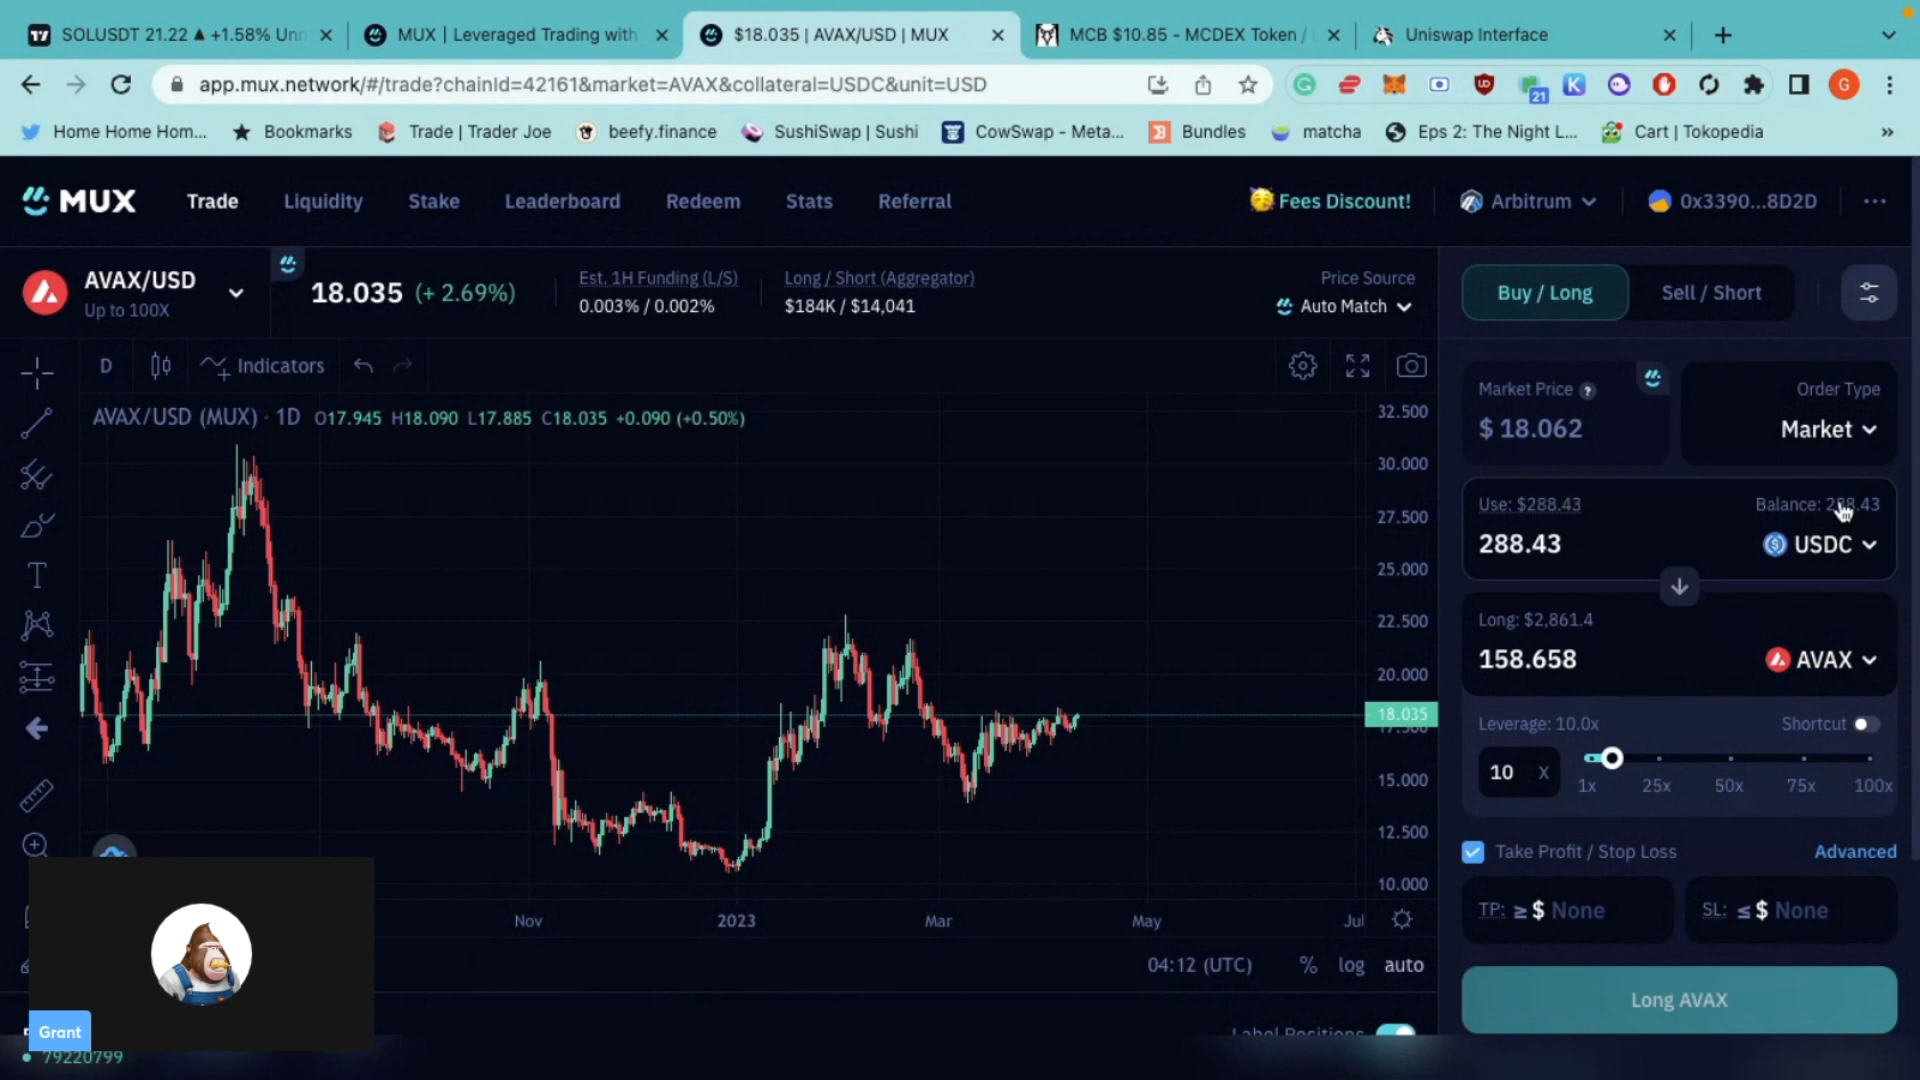 SOLUSDT 21.22 ▲ +1.58% Unn
MUX | Leveraged Trading with
$18.035 | AVAX/USD | MUX
MCB $10.85 - MCDEX Token /
Uniswap Interface
app.mux.network/#/trade?chainId=42161&market=AVAX&collateral=USDC&unit=USD
21
G
Home Home Hom...
Bookmarks
Trade | Trader Joe
beefy.finance
SushiSwap | Sushi
CowSwap - Meta...
Bundles
matcha
Eps 2: The Night L...
Cart | Tokopedia
»
MUX
Trade
Liquidity
Stake
Leaderboard
Redeem
Stats
Referral
Fees Discount!
Arbitrum
0x3390...8D2D
AVAX/USD
Up to 100X
18.035 (+ 2.69%)
Est. 1H Funding (L/S)
0.003% / 0.002%
Long / Short (Aggregator)
$184K / $14,041
Price Source
Auto Match
Buy / Long
Sell / Short
D
Indicators
AVAX/USD (MUX) · 1D O17.945 H18.090 L17.885 C18.035 +0.090 (+0.50%)
32.500
30.000
27.500
25.000
22.500
20.000
18.035
17.500
15.000
12.500
10.000
Nov
2023
Mar
May
Jul
04:12 (UTC)
%
log
auto
Market Price ?
$ 18.062
Order Type
Market
Use: $288.43
Balance: 288.43
288.43
USDC
Long: $2,861.4
158.658
AVAX
Leverage: 10.0x
Shortcut
10 X
1x
25x
50x
75x
100x
Take Profit / Stop Loss
Advanced
TP: ≥ $ None
SL: ≤ $ None
Long AVAX
Label Positions
Grant
79220799